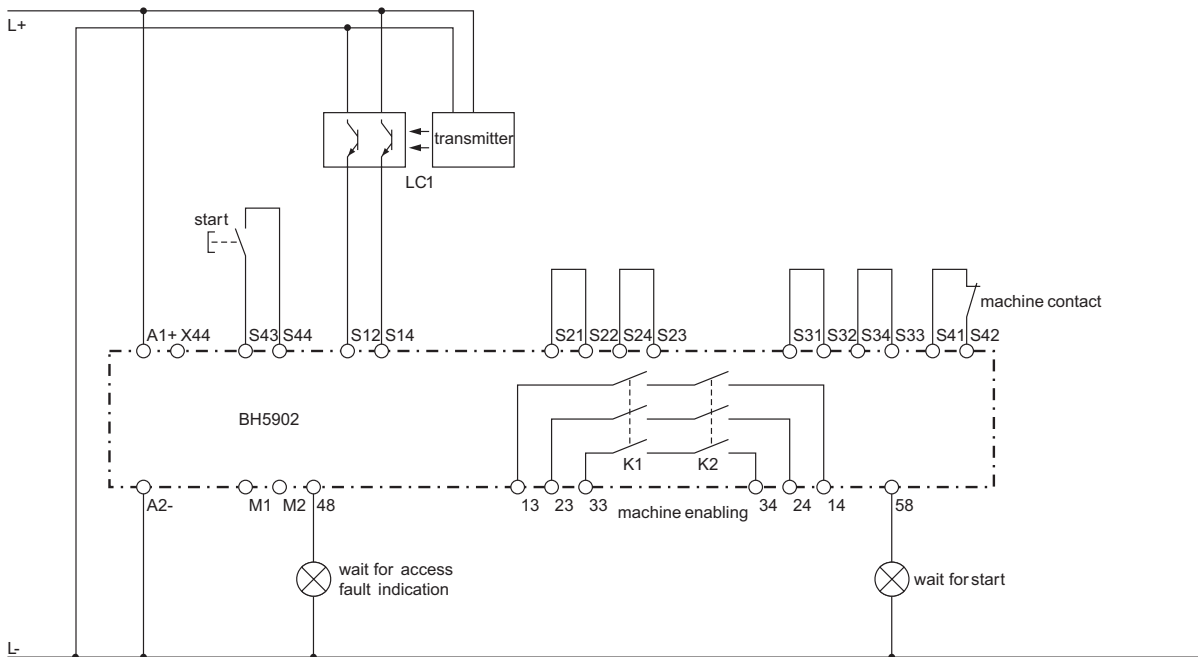 L+
transmitter
LC1
start
machine contact
A1+ X44 S43 S44 S12 S14 S21 S22 S24 S23 S31 S32 S34 S33 S41 S42
BH5902
K1 K2
A2- M1 M2 48 13 23 33 machine enabling 34 24 14 58
wait for access
fault indication
wait for start
L-